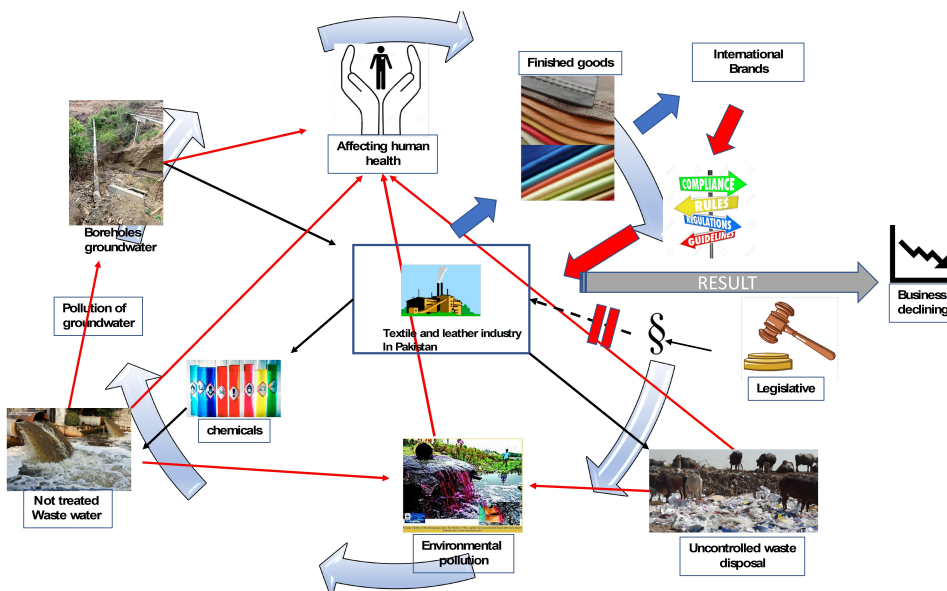 Finished goods
International
Brands
Affecting human
health
COMPLIANCE
RULES
REGULATIONS
GUIDELINES
Boreholes
groundwater
RESULT
Business
declining
Pollution of
groundwater
Textile and leather industry
In Pakistan
§
Legislative
chemicals
Not treated
Waste water
Environmental
pollution
Uncontrolled waste
disposal